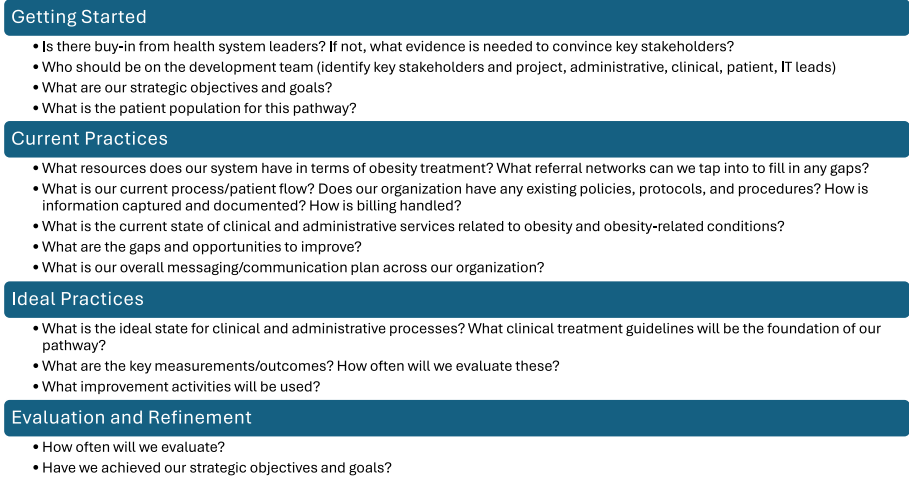 Getting Started
• Is there buy-in from health system leaders? If not, what evidence is needed to convince key stakeholders?
• Who should be on the development team (identify key stakeholders and project, administrative, clinical, patient, IT leads)
• What are our strategic objectives and goals?
• What is the patient population for this pathway?
Current Practices
• What resources does our system have in terms of obesity treatment? What referral networks can we tap into to fill in any gaps?
• What is our current process/patient flow? Does our organization have any existing policies, protocols, and procedures? How is
information captured and documented? How is billing handled?
• What is the current state of clinical and administrative services related to obesity and obesity-related conditions?
• What are the gaps and opportunities to improve?
• What is our overall messaging/communication plan across our organization?
Ideal Practices
• What is the ideal state for clinical and administrative processes? What clinical treatment guidelines will be the foundation of our
pathway?
• What are the key measurements/outcomes? How often will we evaluate these?
• What improvement activities will be used?
Evaluation and Refinement
• How often will we evaluate?
• Have we achieved our strategic objectives and goals?